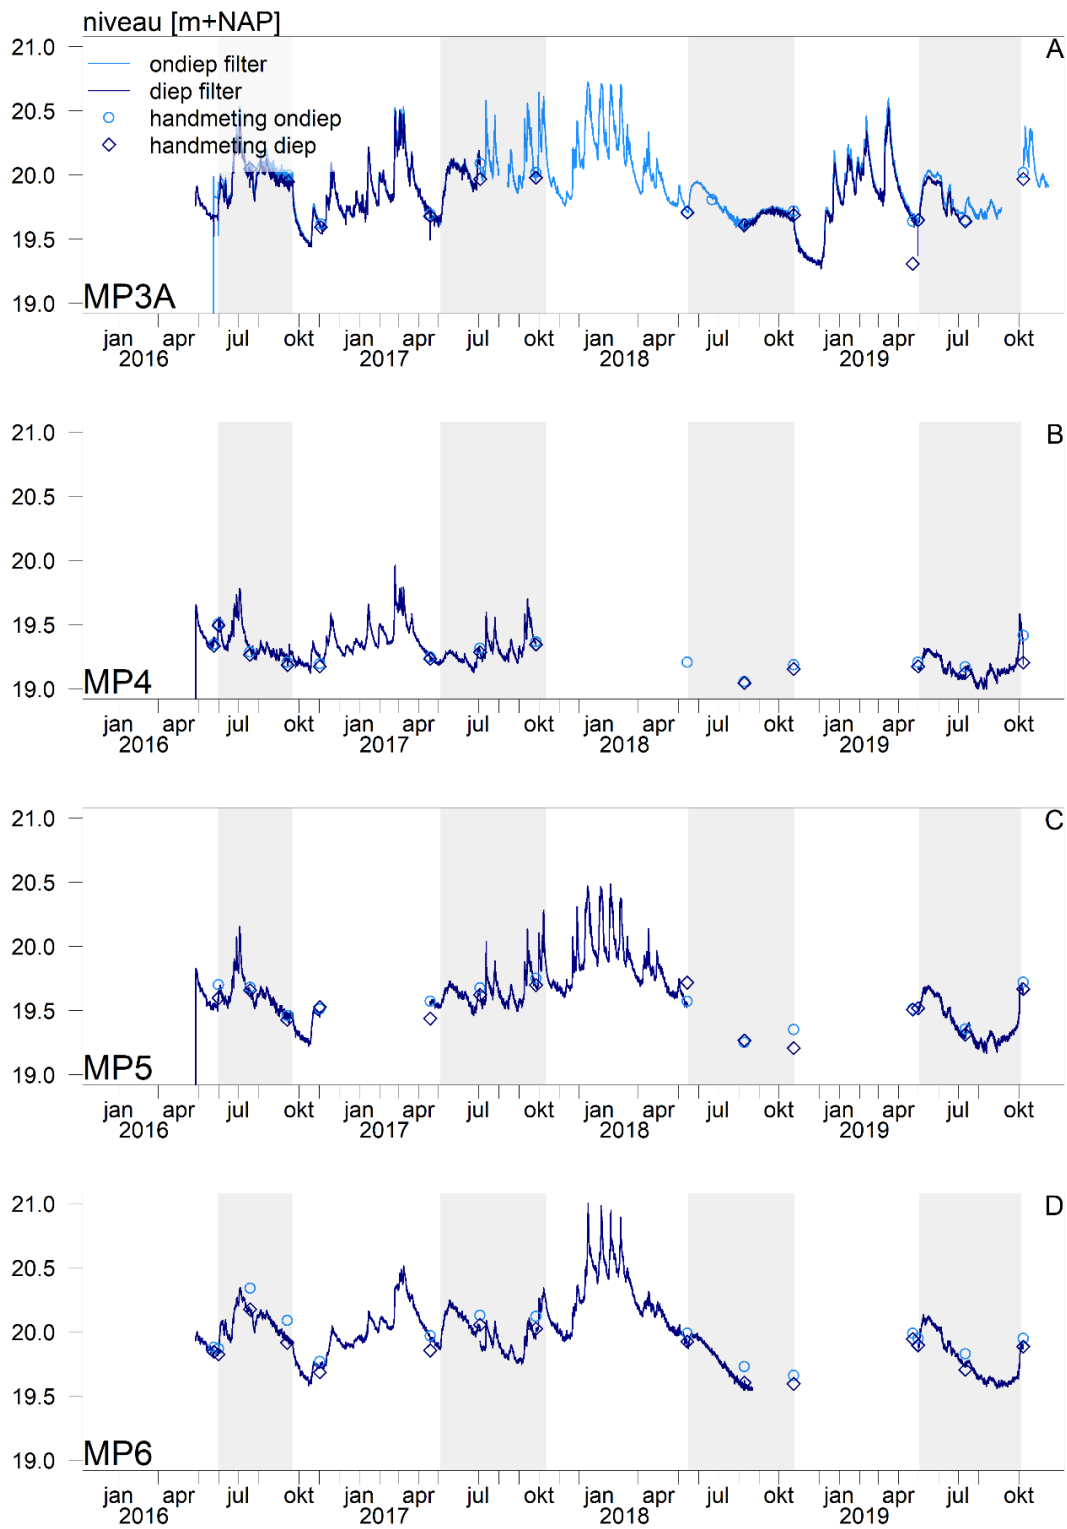 niveau [m+NAP]
21.0
A
ondiep filter
diep filter
20.5
handmeting ondiep
handmeting diep
20.0
19.5
19.0
MP3A
jan apr jul okt jan apr jul okt jan apr jul okt jan apr jul okt
2016 2017 2018 2019
21.0
B
20.5
20.0
19.5
19.0
MP4
jan apr jul okt jan apr jul okt jan apr jul okt jan apr jul okt
2016 2017 2018 2019
21.0
C
20.5
20.0
19.5
19.0
MP5
jan apr jul okt jan apr jul okt jan apr jul okt jan apr jul okt
2016 2017 2018 2019
21.0
D
20.5
20.0
19.5
19.0
MP6
jan apr jul okt jan apr jul okt jan apr jul okt jan apr jul okt
2016 2017 2018 2019